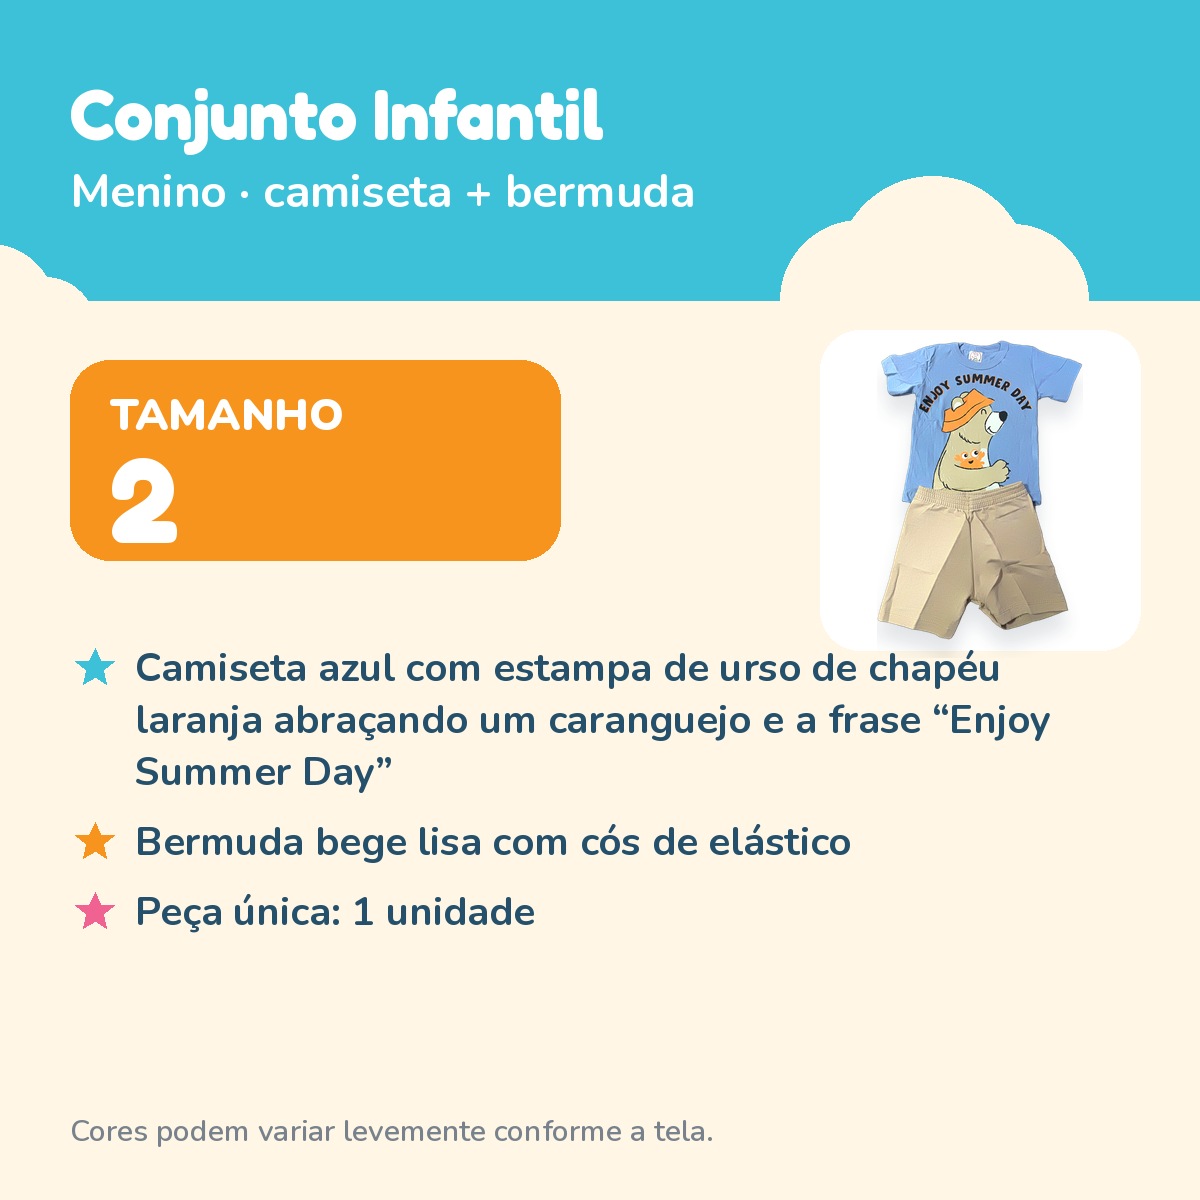 Conjunto Infantil
Menino · camiseta + bermuda
TAMANHO
2
ENJOY SUMMER DAY
Camiseta azul com estampa de urso de chapéu
laranja abraçando um caranguejo e a frase “Enjoy
Summer Day”
Bermuda bege lisa com cós de elástico
Peça única: 1 unidade
Cores podem variar levemente conforme a tela.